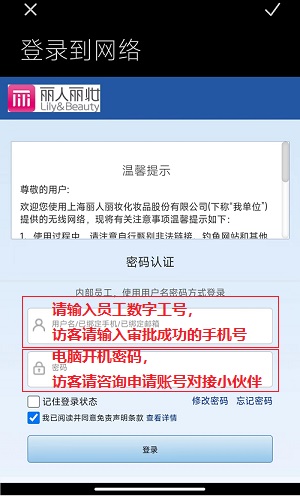 登录到网络
丽人丽妆
Lily&Beauty
温馨提示
尊敬的用户:
欢迎您使用上海丽人丽妆化妆品股份有限公司(下称“我单位”)
提供的无线网络，现将有关注意事项温馨提示如下:
1、使用过程中，请注意自行甄别非法链接、钓鱼网站和其他
密码认证
内部员工，使用用户名密码方式登录
请输入员工数字工号，
用户名/已绑定手机/已绑定邮箱
访客请输入审批成功的手机号
电脑开机密码，
密码
访客请咨询申请账号对接小伙伴
记住登录状态 修改密码 忘记密码
我已阅读并同意免责声明条款 查看详情
登录